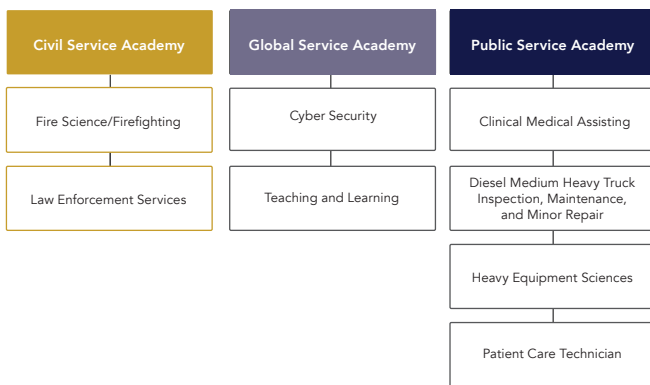 Civil Service Academy
Fire Science/Firefighting
Law Enforcement Services
Global Service Academy
Cyber Security
Teaching and Learning
Public Service Academy
Clinical Medical Assisting
Diesel Medium Heavy Truck
Inspection, Maintenance,
and Minor Repair
Heavy Equipment Sciences
Patient Care Technician